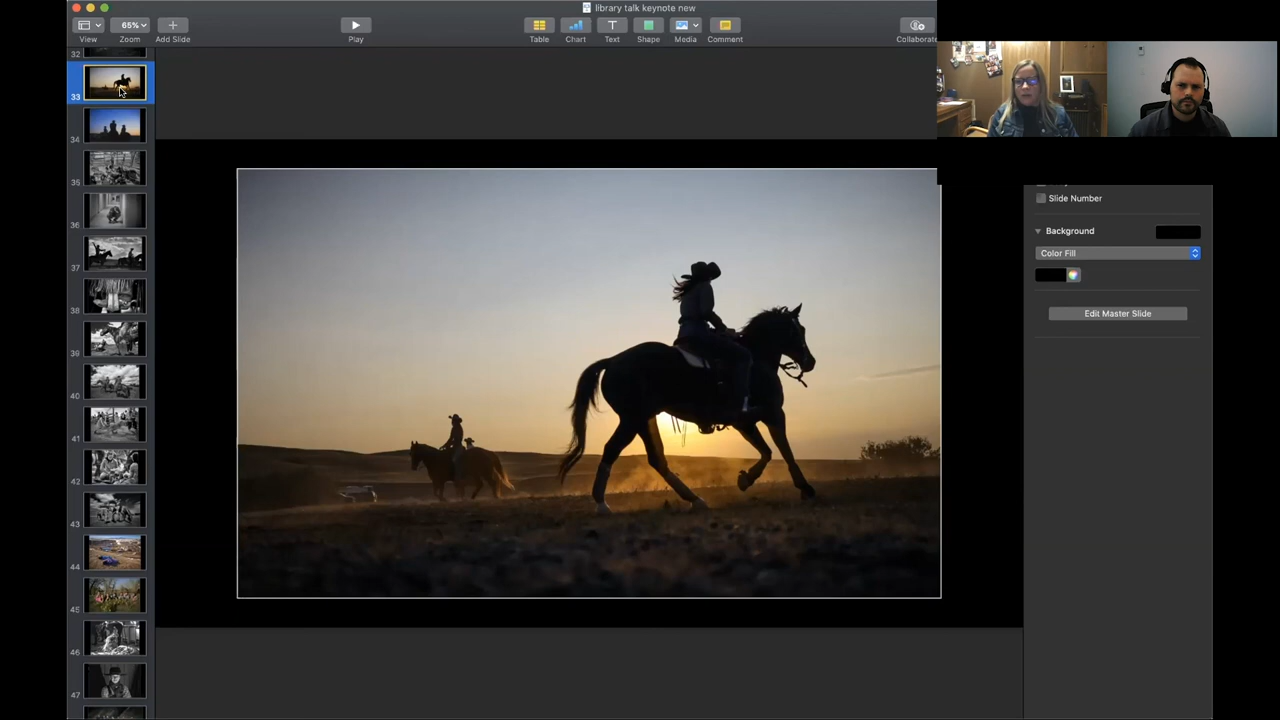 library talk keynote new
65%
View
Zoom
Add Slide
Play
Table
Chart
Text
Shape
Media
Comment
Collaborate
32
33
34
35
36
37
38
39
40
41
42
43
44
45
46
47
Slide Number
Background
Color Fill
Edit Master Slide